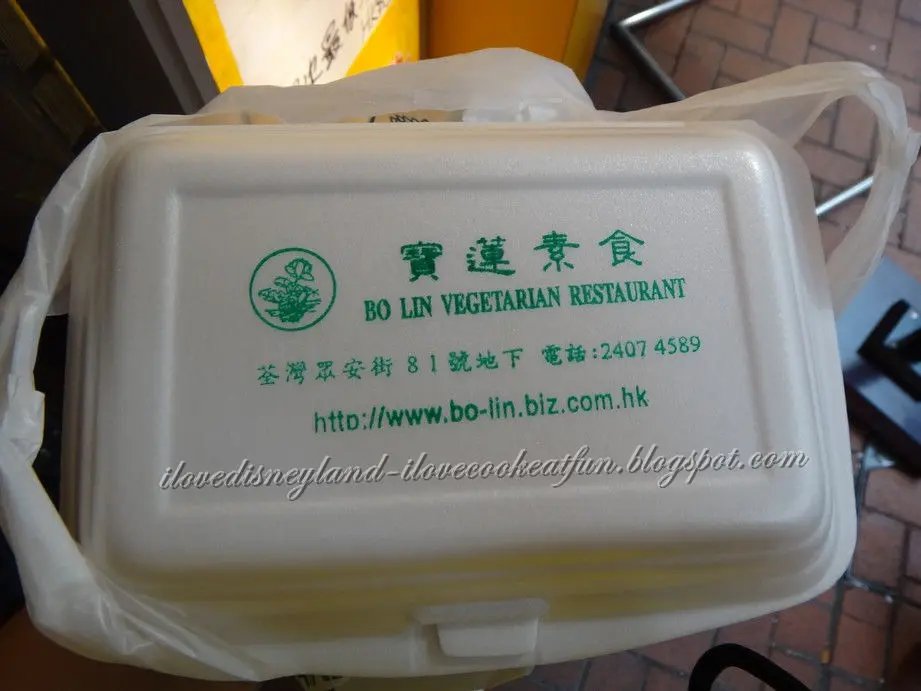 寶蓮素食
BO LIN VEGETARIAN RESTAURANT
荃灣眾安街 81號地下 電話:2407 4589
http://www.bo-lin.biz.com.hk
ilovedisneyland-ilovecookeatfun.blogspot.com